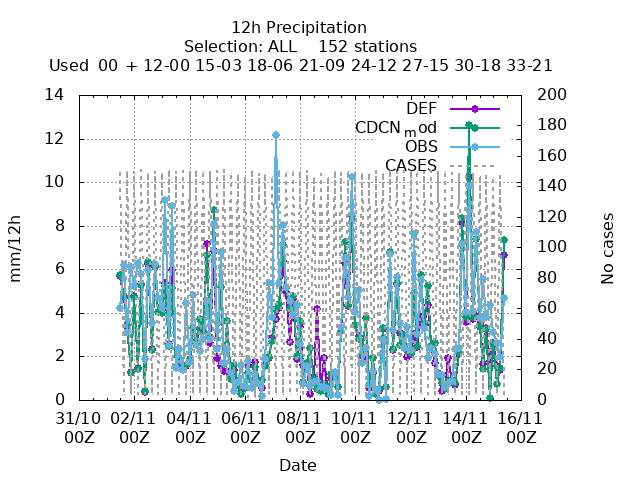 12h Precipitation
Selection: ALL 152 stations
Used 00 + 12-00 15-03 18-06 21-09 24-12 27-15 30-18 33-21
DEF
CDCN_mod
OBS
CASES
14
12
10
8
6
4
2
0
200
180
160
140
120
100
80
60
40
20
0
mm/12h
No cases
31/10 02/11 04/11 06/11 08/11 10/11 12/11 14/11 16/11
00Z 00Z 00Z 00Z 00Z 00Z 00Z 00Z 00Z
Date